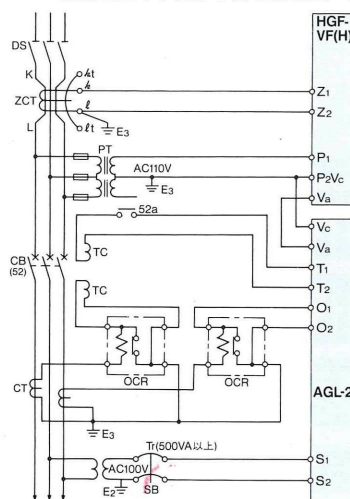 HGF-
VF(H)
DS
K
kt
k
ZCT
l
L
lt
E3
Z1
Z2
PT
AC110V
E3
P1
P2Vc
Va
Vc
Va
52a
T1
T2
CB
(52)
TC
TC
O1
O2
OCR
OCR
CT
AGL-2
E3
Tr(500VA以上)
AC100V
E2
SB
S1
S2